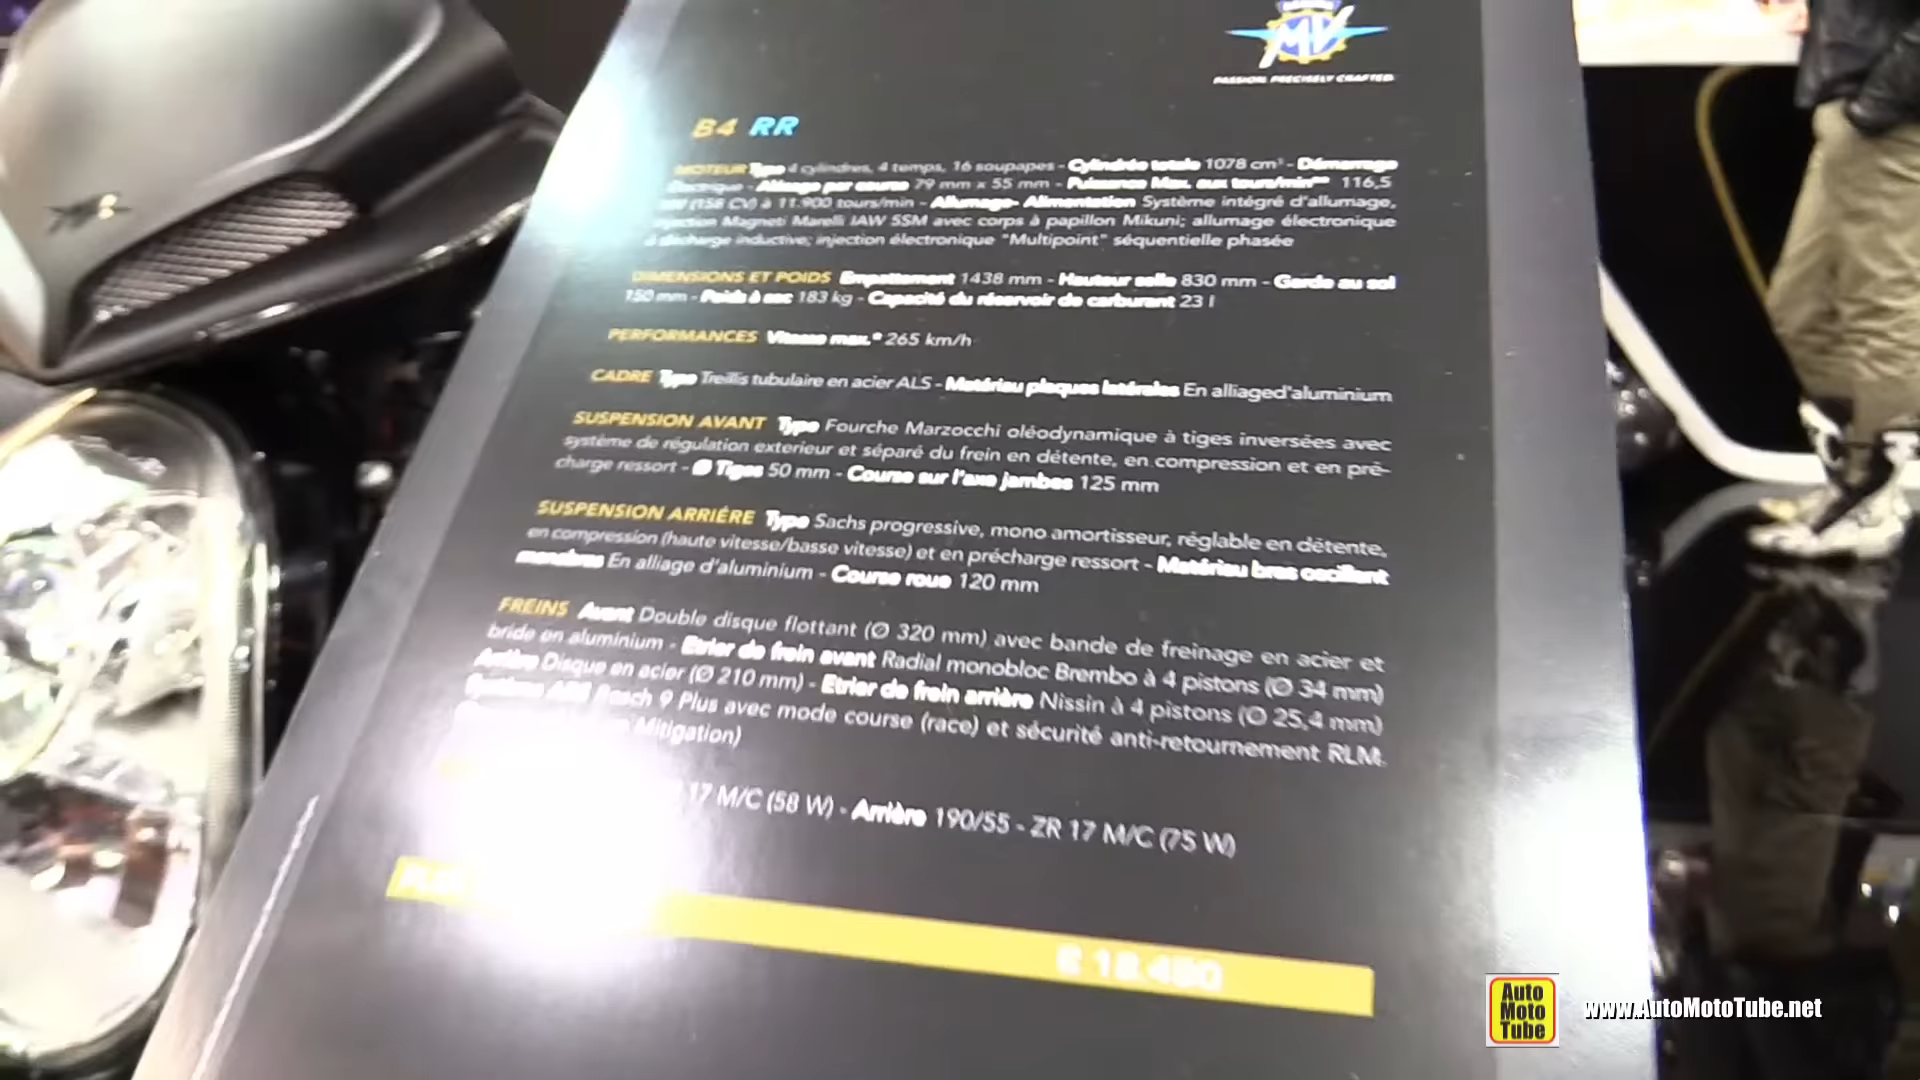 MV
PASSION PRECISELY CRAFTED
B4 RR
MOTEUR Type 4 cylindres, 4 temps, 16 soupapes - Cylindrée totale 1078 cm³ - Démarrage
Électrique - Alésage par course 79 mm x 55 mm - Puissance Max. aux tours/min** 116,5
kW (158 CV) à 11.900 tours/min - Allumage- Alimentation Système intégré d'allumage,
injection Magneti Marelli IAW 5SM avec corps à papillon Mikuni; allumage électronique
à décharge inductive; injection électronique "Multipoint" séquentielle phasée
DIMENSIONS ET POIDS Empattement 1438 mm - Hauteur selle 830 mm - Garde au sol
150 mm - Poids à sec 183 kg - Capacité du réservoir de carburant 23 l
PERFORMANCES Vitesse max.* 265 km/h
CADRE Type Treillis tubulaire en acier ALS - Matériau plaques latérales En alliaged'aluminium
SUSPENSION AVANT Type Fourche Marzocchi oléodynamique à tiges inversées avec
système de régulation exterieur et séparé du frein en détente, en compression et en pré-
charge ressort - Ø Tiges 50 mm - Course sur l'axe jambes 125 mm
SUSPENSION ARRIÉRE Type Sachs progressive, mono amortisseur, réglable en détente,
en compression (haute vitesse/basse vitesse) et en précharge ressort - Matériau bras oscillant
monobras En alliage d'aluminium - Course roue 120 mm
FREINS Avant Double disque flottant (Ø 320 mm) avec bande de freinage en acier et
bride en aluminium - Etrier de frein avant Radial monobloc Brembo à 4 pistons (Ø 34 mm)
Arrière Disque en acier (Ø 210 mm) - Etrier de frein arrière Nissin à 4 pistons (Ø 25,4 mm)
Système ABS Bosch 9 Plus avec mode course (race) et sécurité anti-retournement RLM
Mitigation)
17 M/C (58 W) - Arrière 190/55 - ZR 17 M/C (75 W)
Auto
Moto
Tube
www.AutoMotoTube.net